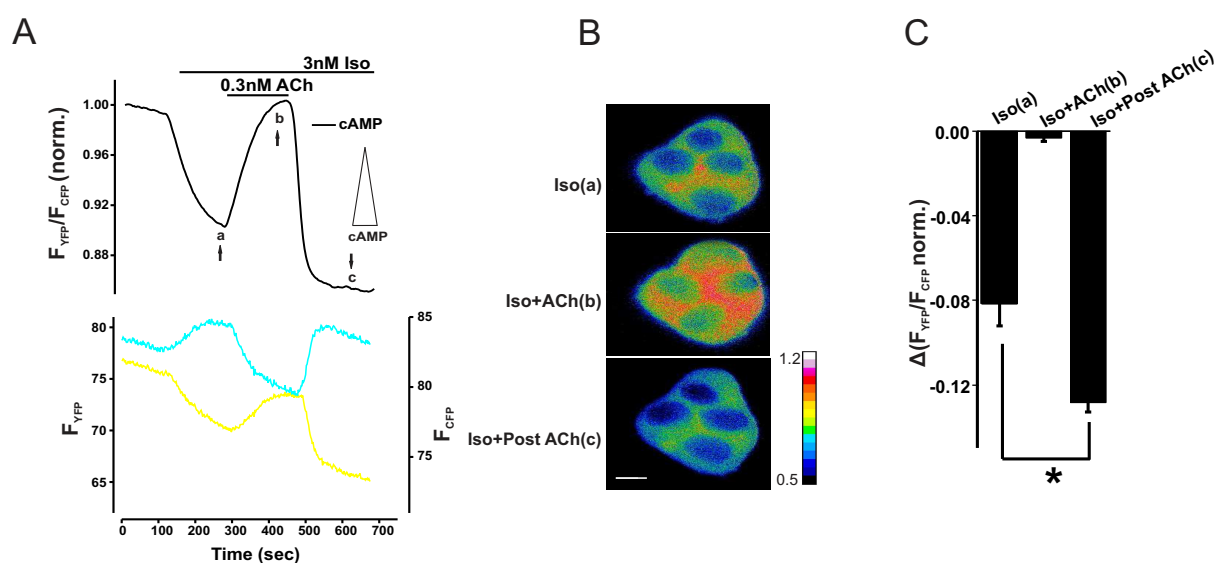 A
3nM Iso
0.3nM ACh
F_YFP/F_CFP (norm.)
1.00
0.96
0.92
0.88
a
b
c
cAMP
cAMP
F_YFP
80
75
70
65
F_CFP
85
80
75
0 100 200 300 400 500 600 700
Time (sec)
B
Iso(a)
Iso+ACh(b)
Iso+Post ACh(c)
1.2
0.5
C
Iso(a)
Iso+ACh(b)
Iso+Post ACh(c)
Δ(F_YFP/F_CFP norm.)
0.00
-0.04
-0.08
-0.12
*